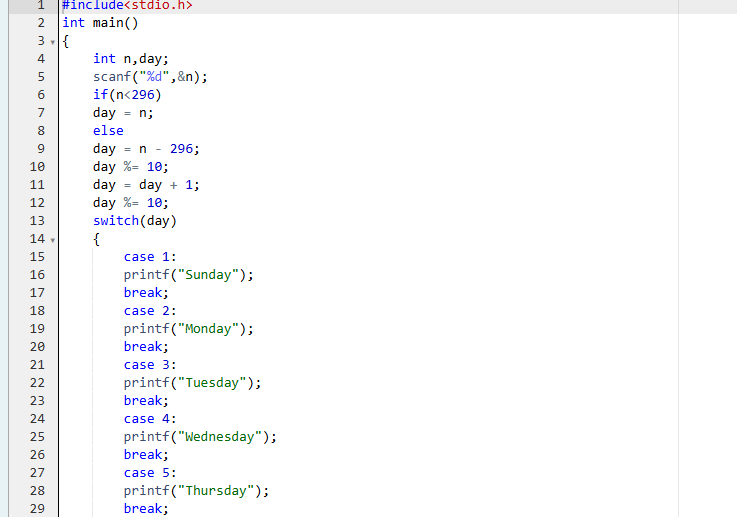 1 #include<stdio.h>
2 int main()
3 {
4 int n,day;
5 scanf("%d",&n);
6 if(n<296)
7 day = n;
8 else
9 day = n - 296;
10 day %= 10;
11 day = day + 1;
12 day %= 10;
13 switch(day)
14 {
15 case 1:
16 printf("Sunday");
17 break;
18 case 2:
19 printf("Monday");
20 break;
21 case 3:
22 printf("Tuesday");
23 break;
24 case 4:
25 printf("Wednesday");
26 break;
27 case 5:
28 printf("Thursday");
29 break;